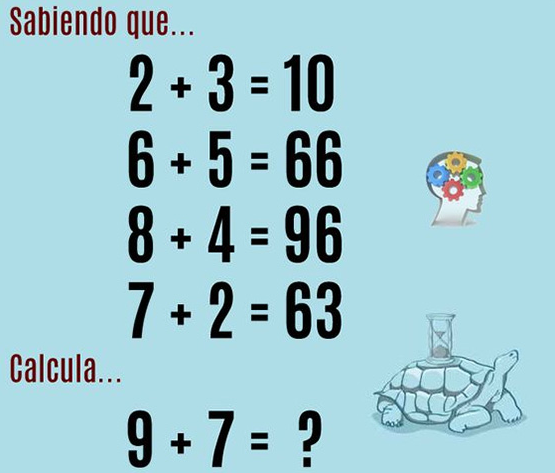 Sabiendo que...
2 + 3 = 10
6 + 5 = 66
8 + 4 = 96
7 + 2 = 63
Calcula...
9 + 7 = ?